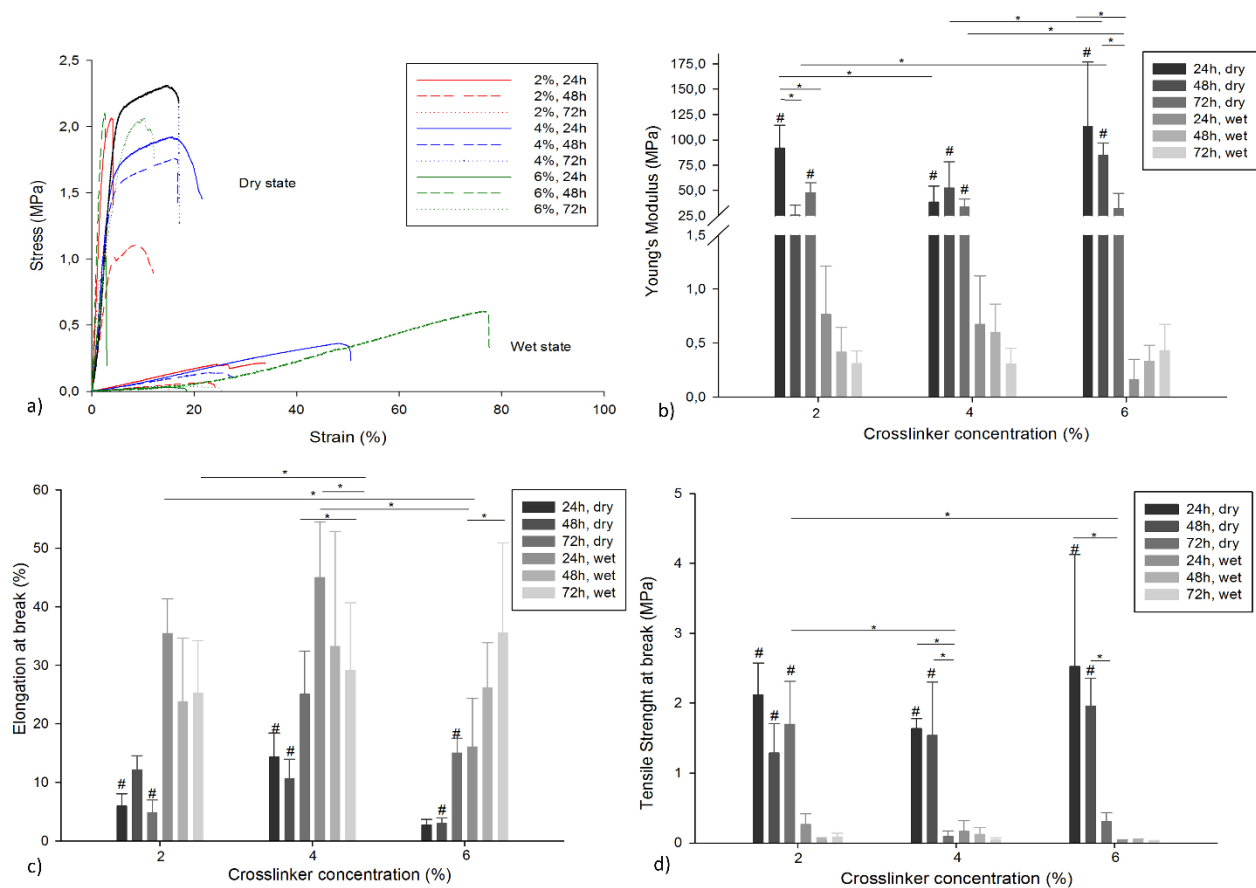 2,5
2,0
1,5
1,0
0,5
0,0
0
20
40
60
80
100
Stress (MPa)
Strain (%)
Dry state
Wet state
2%, 24h
2%, 48h
2%, 72h
4%, 24h
4%, 48h
4%, 72h
6%, 24h
6%, 48h
6%, 72h
a)
175,0
150,0
125,0
100,0
75,0
50,0
25,0
1,5
1,0
0,5
0,0
Young's Modulus (MPa)
* * * * * * * *
# # # # # # #
24h, dry
48h, dry
72h, dry
24h, wet
48h, wet
72h, wet
2
4
6
Crosslinker concentration (%)
b)
60
50
40
30
20
10
0
Elongation at break (%)
* * * * * *
# # # # # #
24h, dry
48h, dry
72h, dry
24h, wet
48h, wet
72h, wet
2
4
6
Crosslinker concentration (%)
c)
5
4
3
2
1
0
Tensile Strenght at break (MPa)
* * * * * *
# # # # # # #
24h, dry
48h, dry
72h, dry
24h, wet
48h, wet
72h, wet
2
4
6
Crosslinker concentration (%)
d)